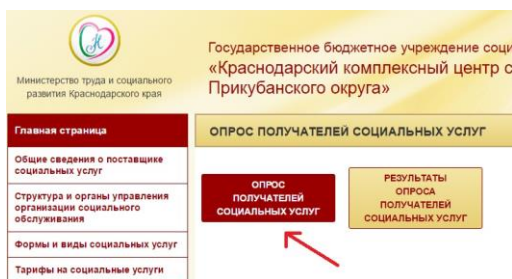 Министерство труда и социального
развития Краснодарского края
Государственное бюджетное учреждение
«Краснодарский комплексный центр
Прикубанского округа»
Главная страница
Общие сведения о поставщике
социальных услуг
Структура и органы управления
организации социального
обслуживания
Формы и виды социальных услуг
Тарифы на социальные услуги
ОПРОС ПОЛУЧАТЕЛЕЙ СОЦИАЛЬНЫХ УСЛУГ
ОПРОС
ПОЛУЧАТЕЛЕЙ
СОЦИАЛЬНЫХ УСЛУГ
РЕЗУЛЬТАТЫ
ОПРОСА
ПОЛУЧАТЕЛЕЙ
СОЦИАЛЬНЫХ УСЛУГ